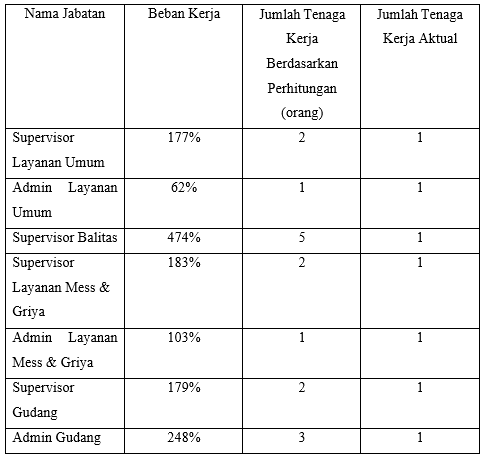 Nama Jabatan
Beban Kerja
Jumlah Tenaga
Kerja
Berdasarkan
Perhitungan
(orang)
Jumlah Tenaga
Kerja Aktual
Supervisor
Layanan Umum
177%
2
1
Admin Layanan
Umum
62%
1
1
Supervisor Balitas
474%
5
1
Supervisor
Layanan Mess &
Griya
183%
2
1
Admin Layanan
Mess & Griya
103%
1
1
Supervisor
Gudang
179%
2
1
Admin Gudang
248%
3
1